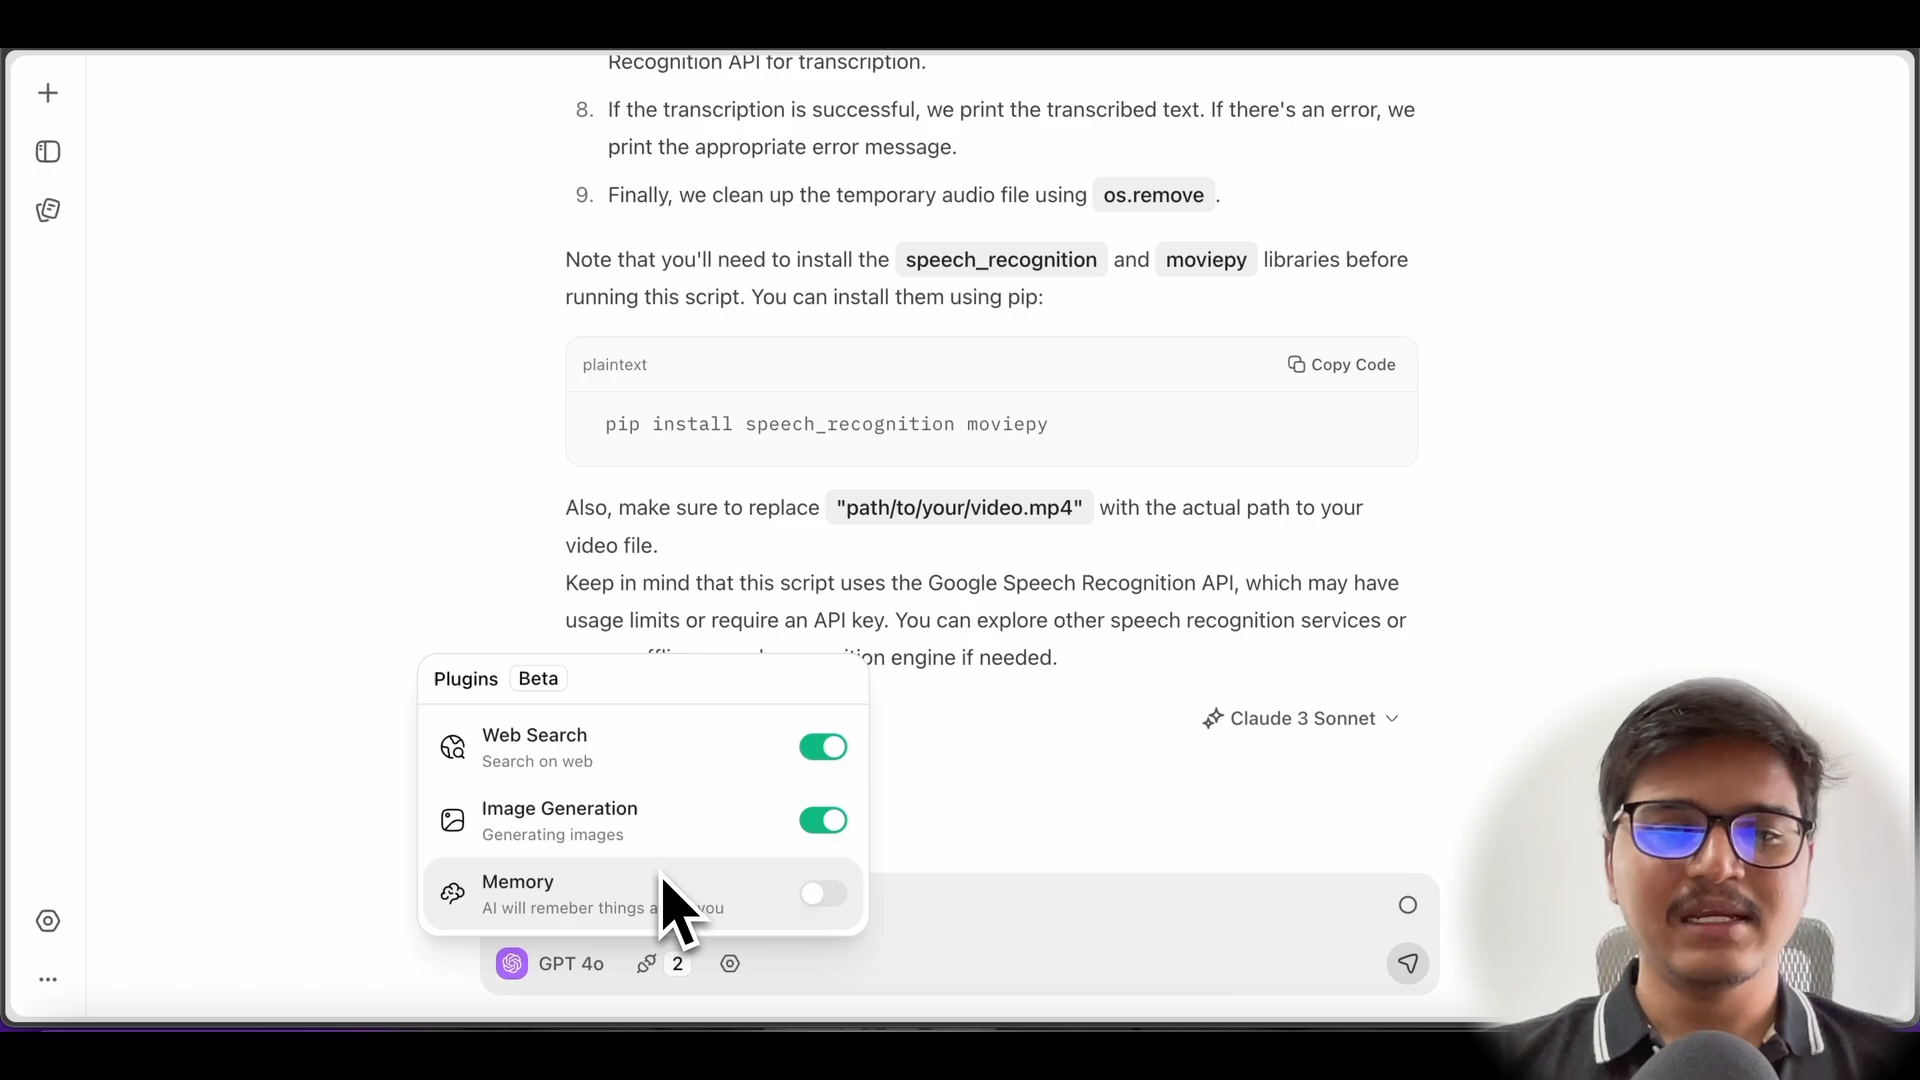 Recognition API for transcription.
8. If the transcription is successful, we print the transcribed text. If there's an error, we
print the appropriate error message.
9. Finally, we clean up the temporary audio file using os.remove .
Note that you'll need to install the speech_recognition and moviepy libraries before
running this script. You can install them using pip:
plaintext
Copy Code
pip install speech_recognition moviepy
Also, make sure to replace "path/to/your/video.mp4" with the actual path to your
video file.
Keep in mind that this script uses the Google Speech Recognition API, which may have
usage limits or require an API key. You can explore other speech recognition services or
engine if needed.
Plugins Beta
Claude 3 Sonnet
Web Search
Search on web
Image Generation
Generating images
Memory
AI will remeber things you
GPT 4o 2